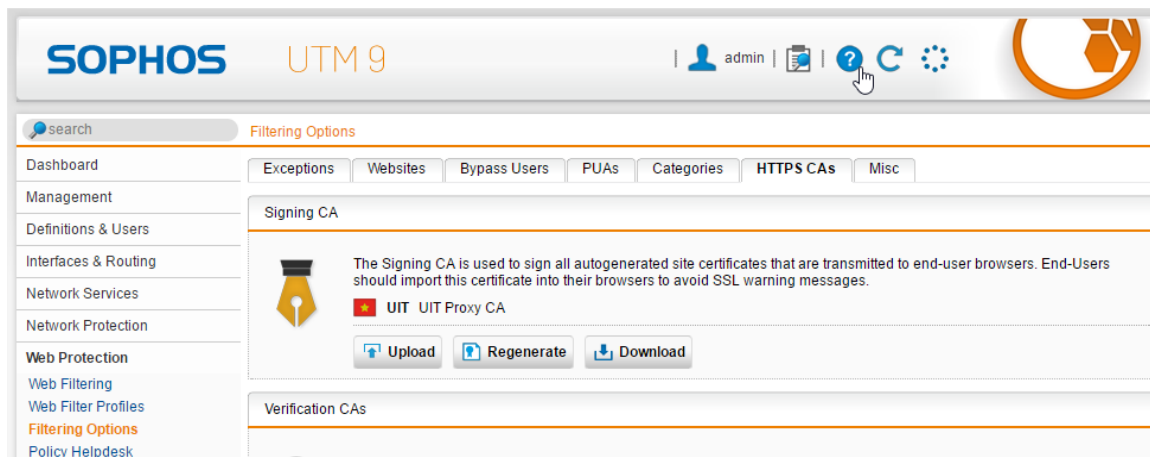 SOPHOS UTM 9 | admin | | ?
search
Filtering Options
Dashboard
Management
Definitions & Users
Interfaces & Routing
Network Services
Network Protection
Web Protection
Web Filtering
Web Filter Profiles
Filtering Options
Policy Helpdesk
Exceptions Websites Bypass Users PUAs Categories HTTPS CAs Misc
Signing CA
The Signing CA is used to sign all autogenerated site certificates that are transmitted to end-user browsers. End-Users
should import this certificate into their browsers to avoid SSL warning messages.
UIT UIT Proxy CA
Upload Regenerate Download
Verification CAs